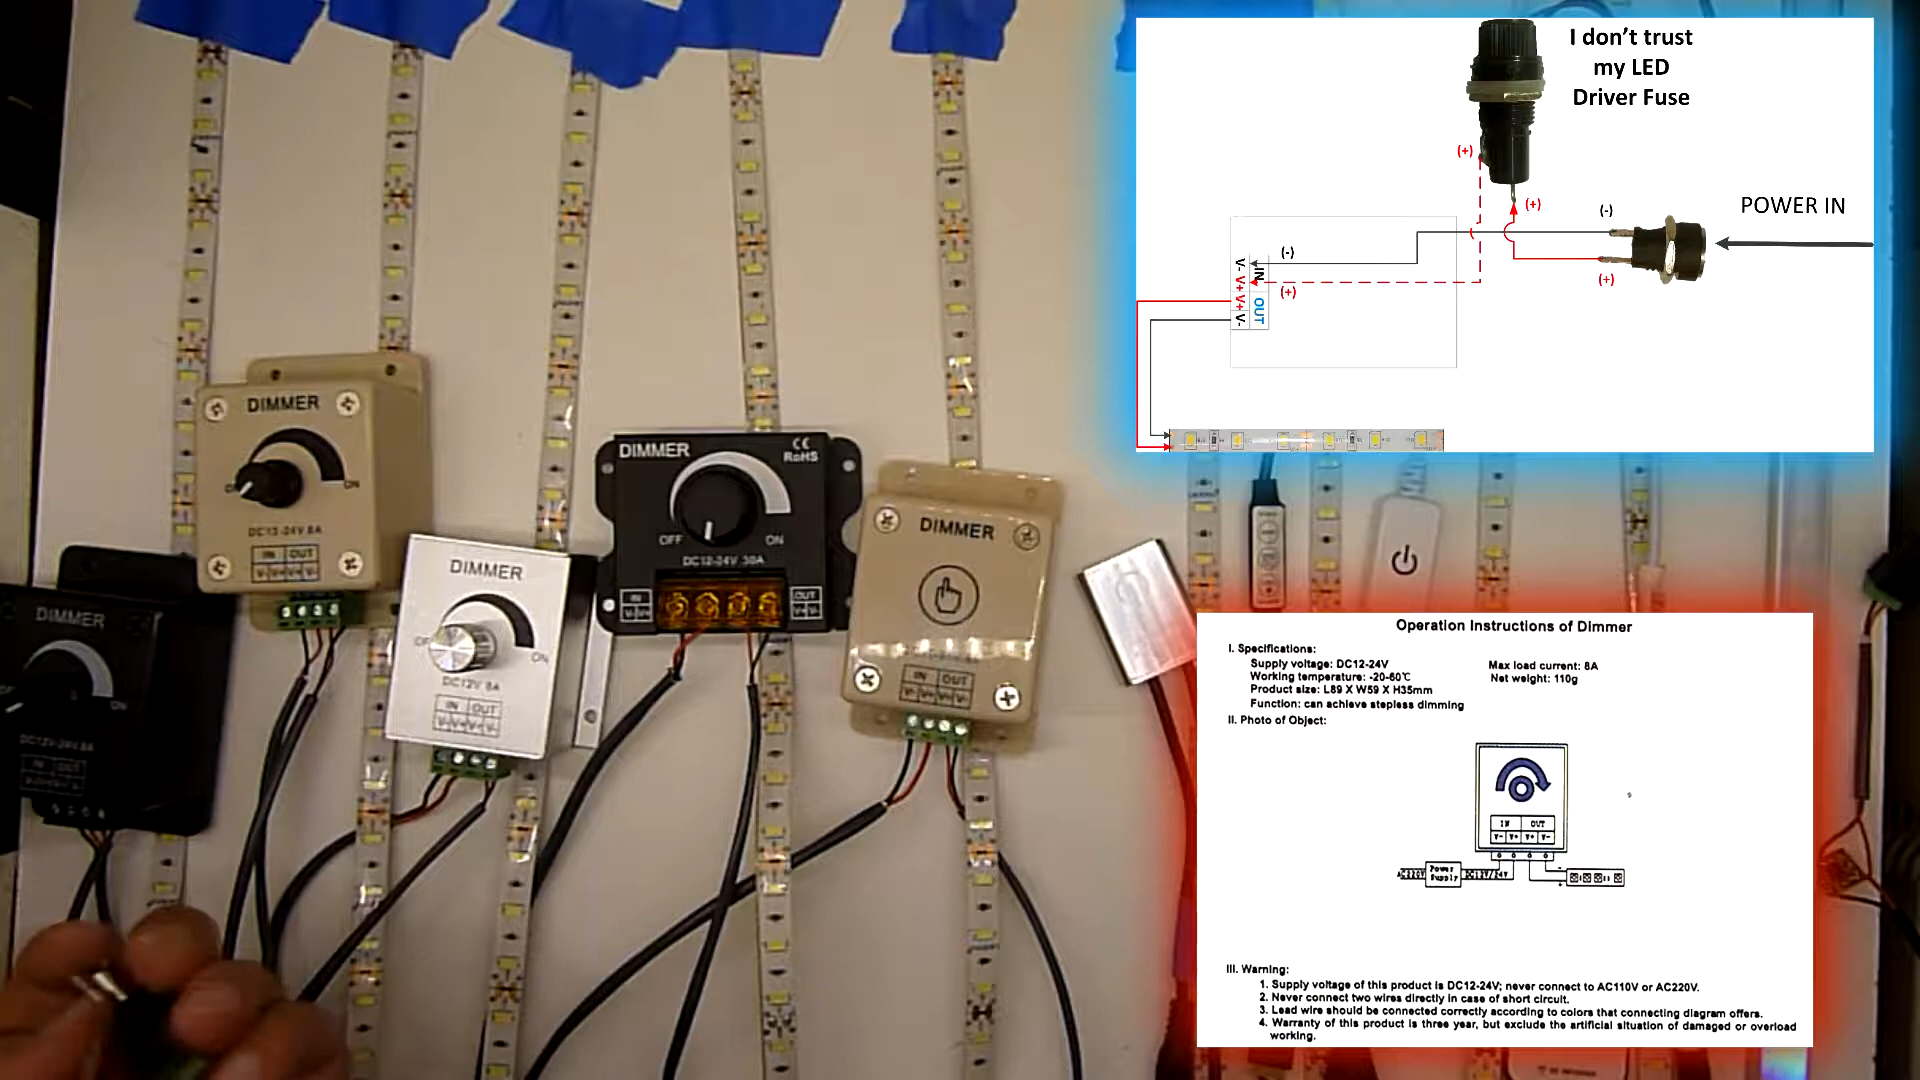 DIMMER
OFF
ON
DC12-24V 8A
IN OUT
DIMMER
ON
DC12-24V 8A
IN OUT
V- V+ V+ V-
DIMMER
ON
DC12V 8A
IN OUT
V- V+ V+ V-
DIMMER
CE
RoHS
OFF
ON
DC12-24V 30A
IN
V- V+
OUT
V+ V-
DIMMER
IN OUT
V- V+ V+ V-
I don't trust
my LED
Driver Fuse
(+)
(+)
(-)
POWER IN
(-)
(+)
(+)
V- V+ V+ V-
IN
OUT
Operation Instructions of Dimmer
I. Specifications:
Supply voltage: DC12-24V
Max load current: 8A
Working temperature: -20-60℃
Net weight: 110g
Product size: L89 X W59 X H35mm
Function: can achieve stepless dimming
II. Photo of Object:
IN OUT
V- V+ V+ V-
AC220V
Power
Supply
DC12V/24V
III. Warning:
1. Supply voltage of this product is DC12-24V; never connect to AC110V or AC220V.
2. Never connect two wires directly in case of short circuit.
3. Lead wire should be connected correctly according to colors that connecting diagram offers.
4. Warranty of this product is three year, but exclude the artificial situation of damaged or overload
working.